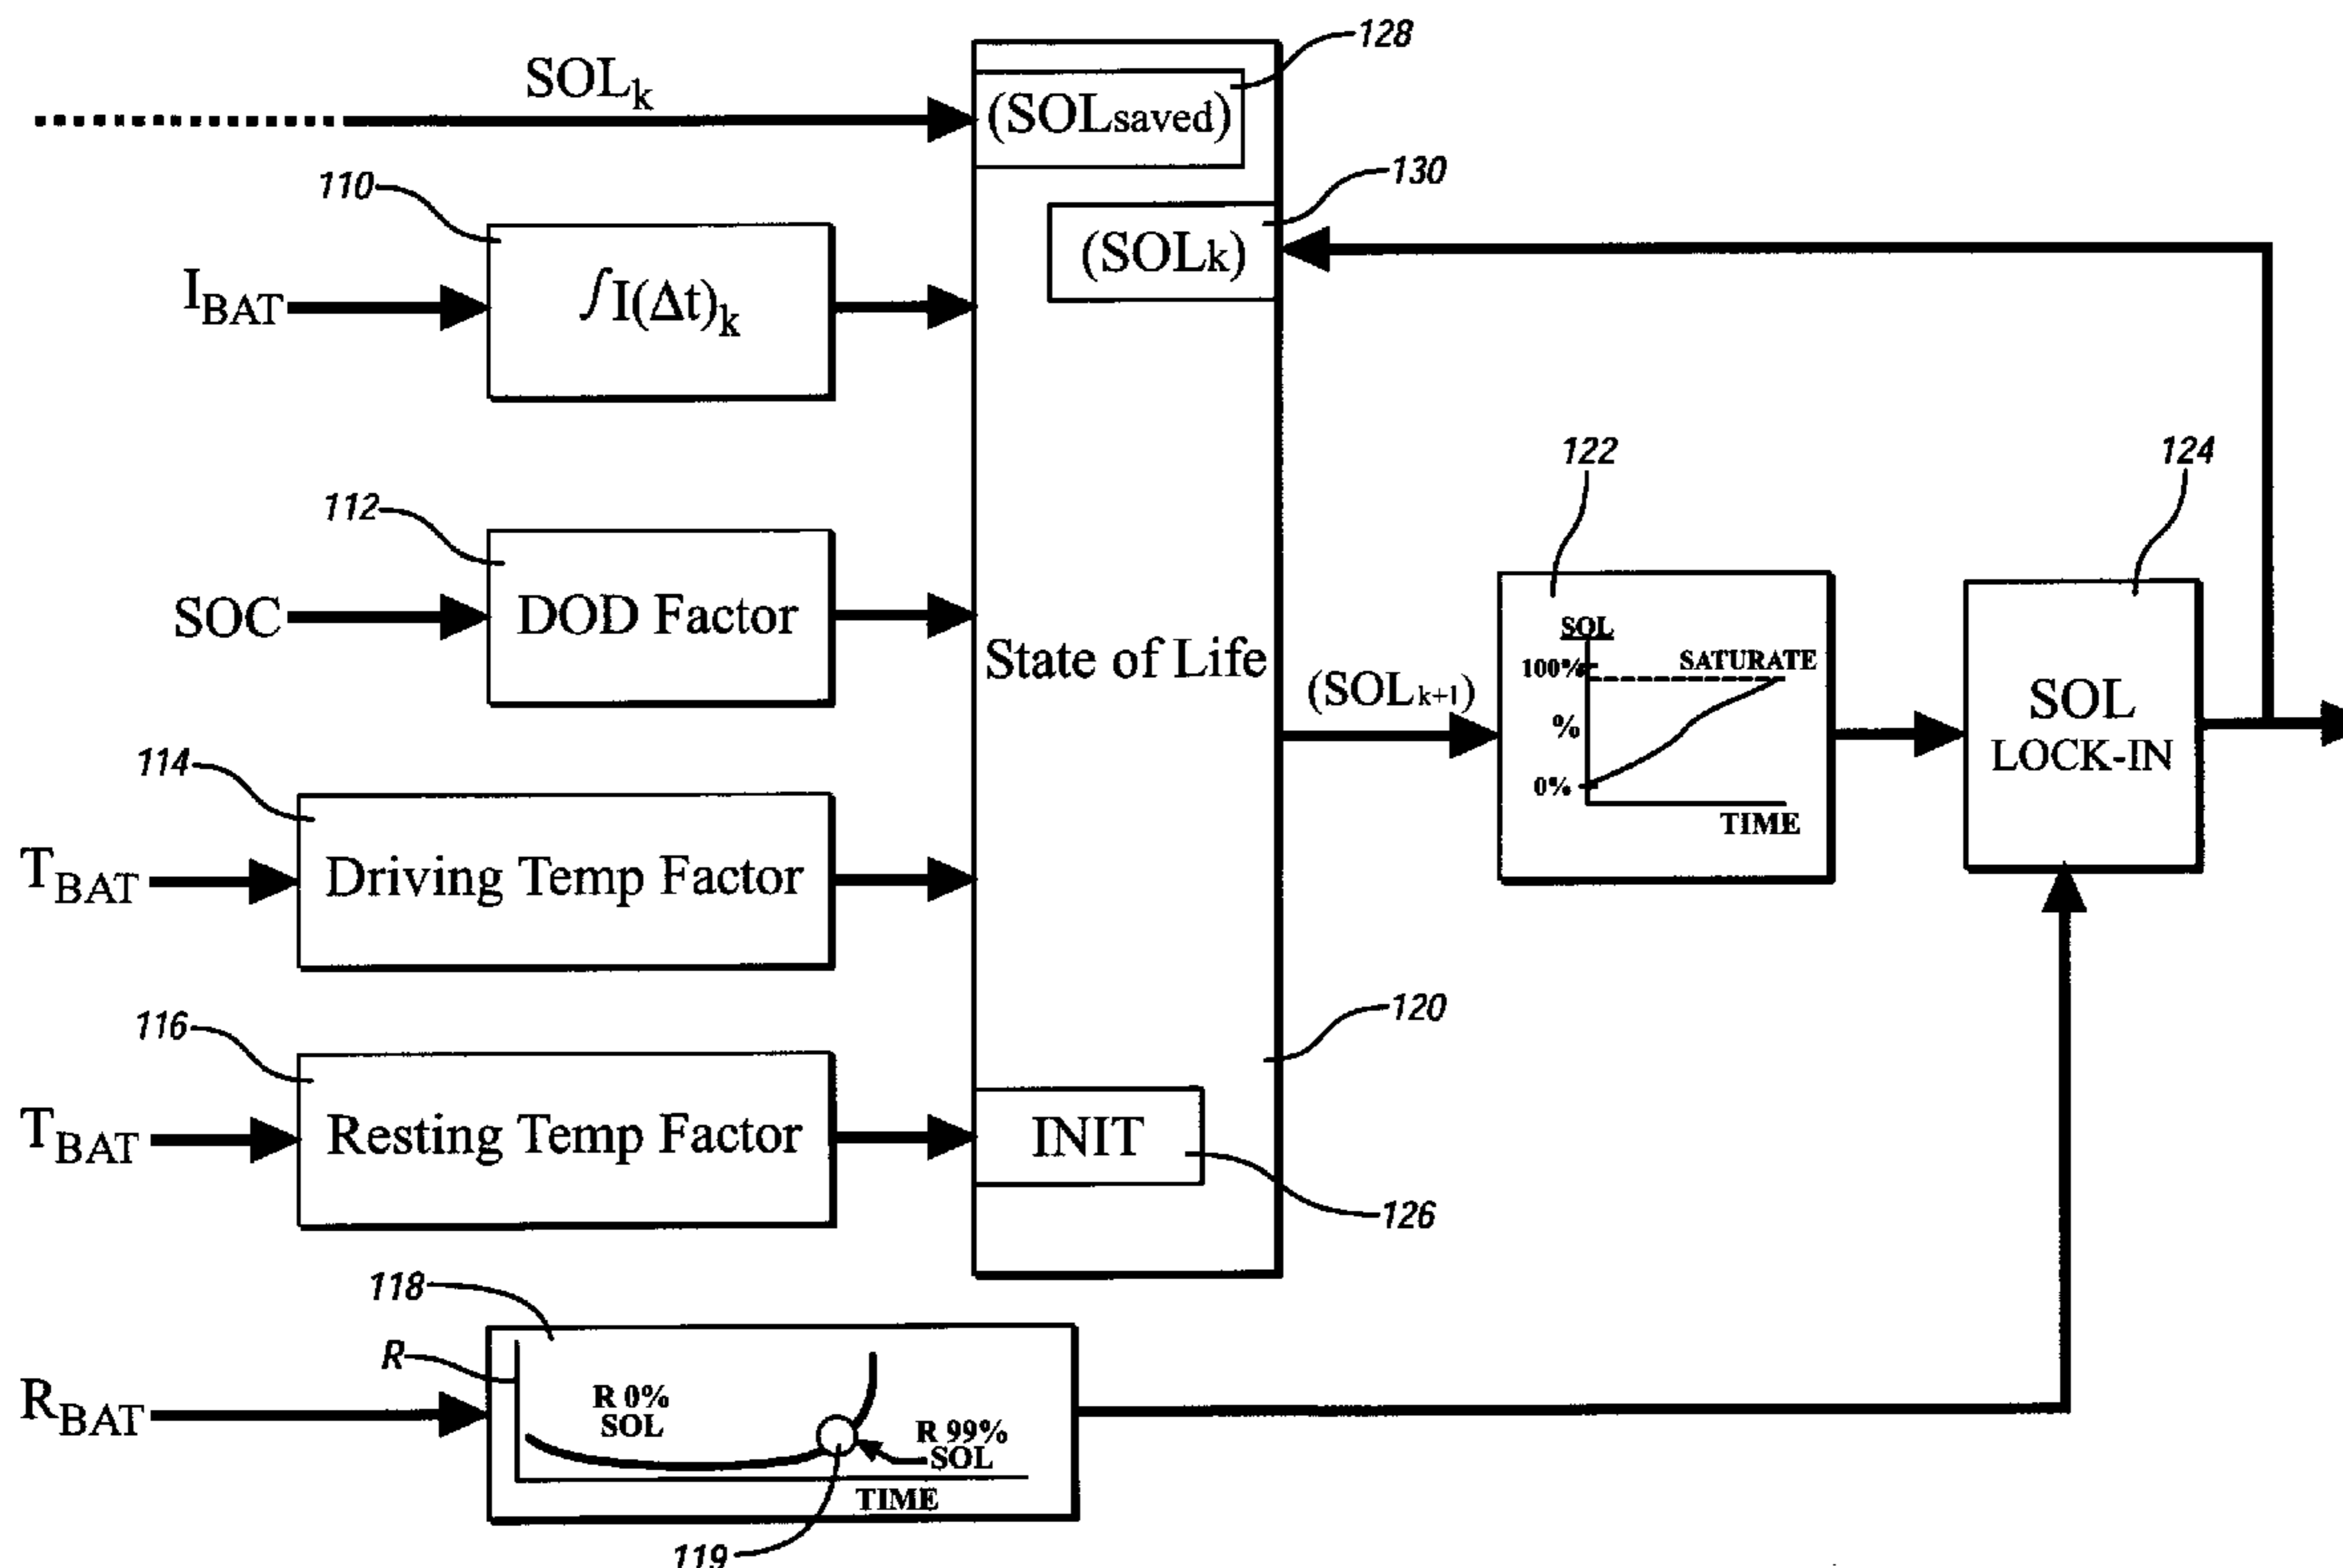 128
SOLk
(SOLsaved)
130
110
(SOLk)
IBAT
∫I(Δt)k
122
124
112
SOC
DOD Factor
State of Life
SOL
100%
SATURATE
(SOLk+1)
%
SOL
LOCK-IN
0%
TIME
114
TBAT
Driving Temp Factor
120
116
TBAT
Resting Temp Factor
INIT
126
118
R
R 0%
SOL
RBAT
R 99%
SOL
TIME
119